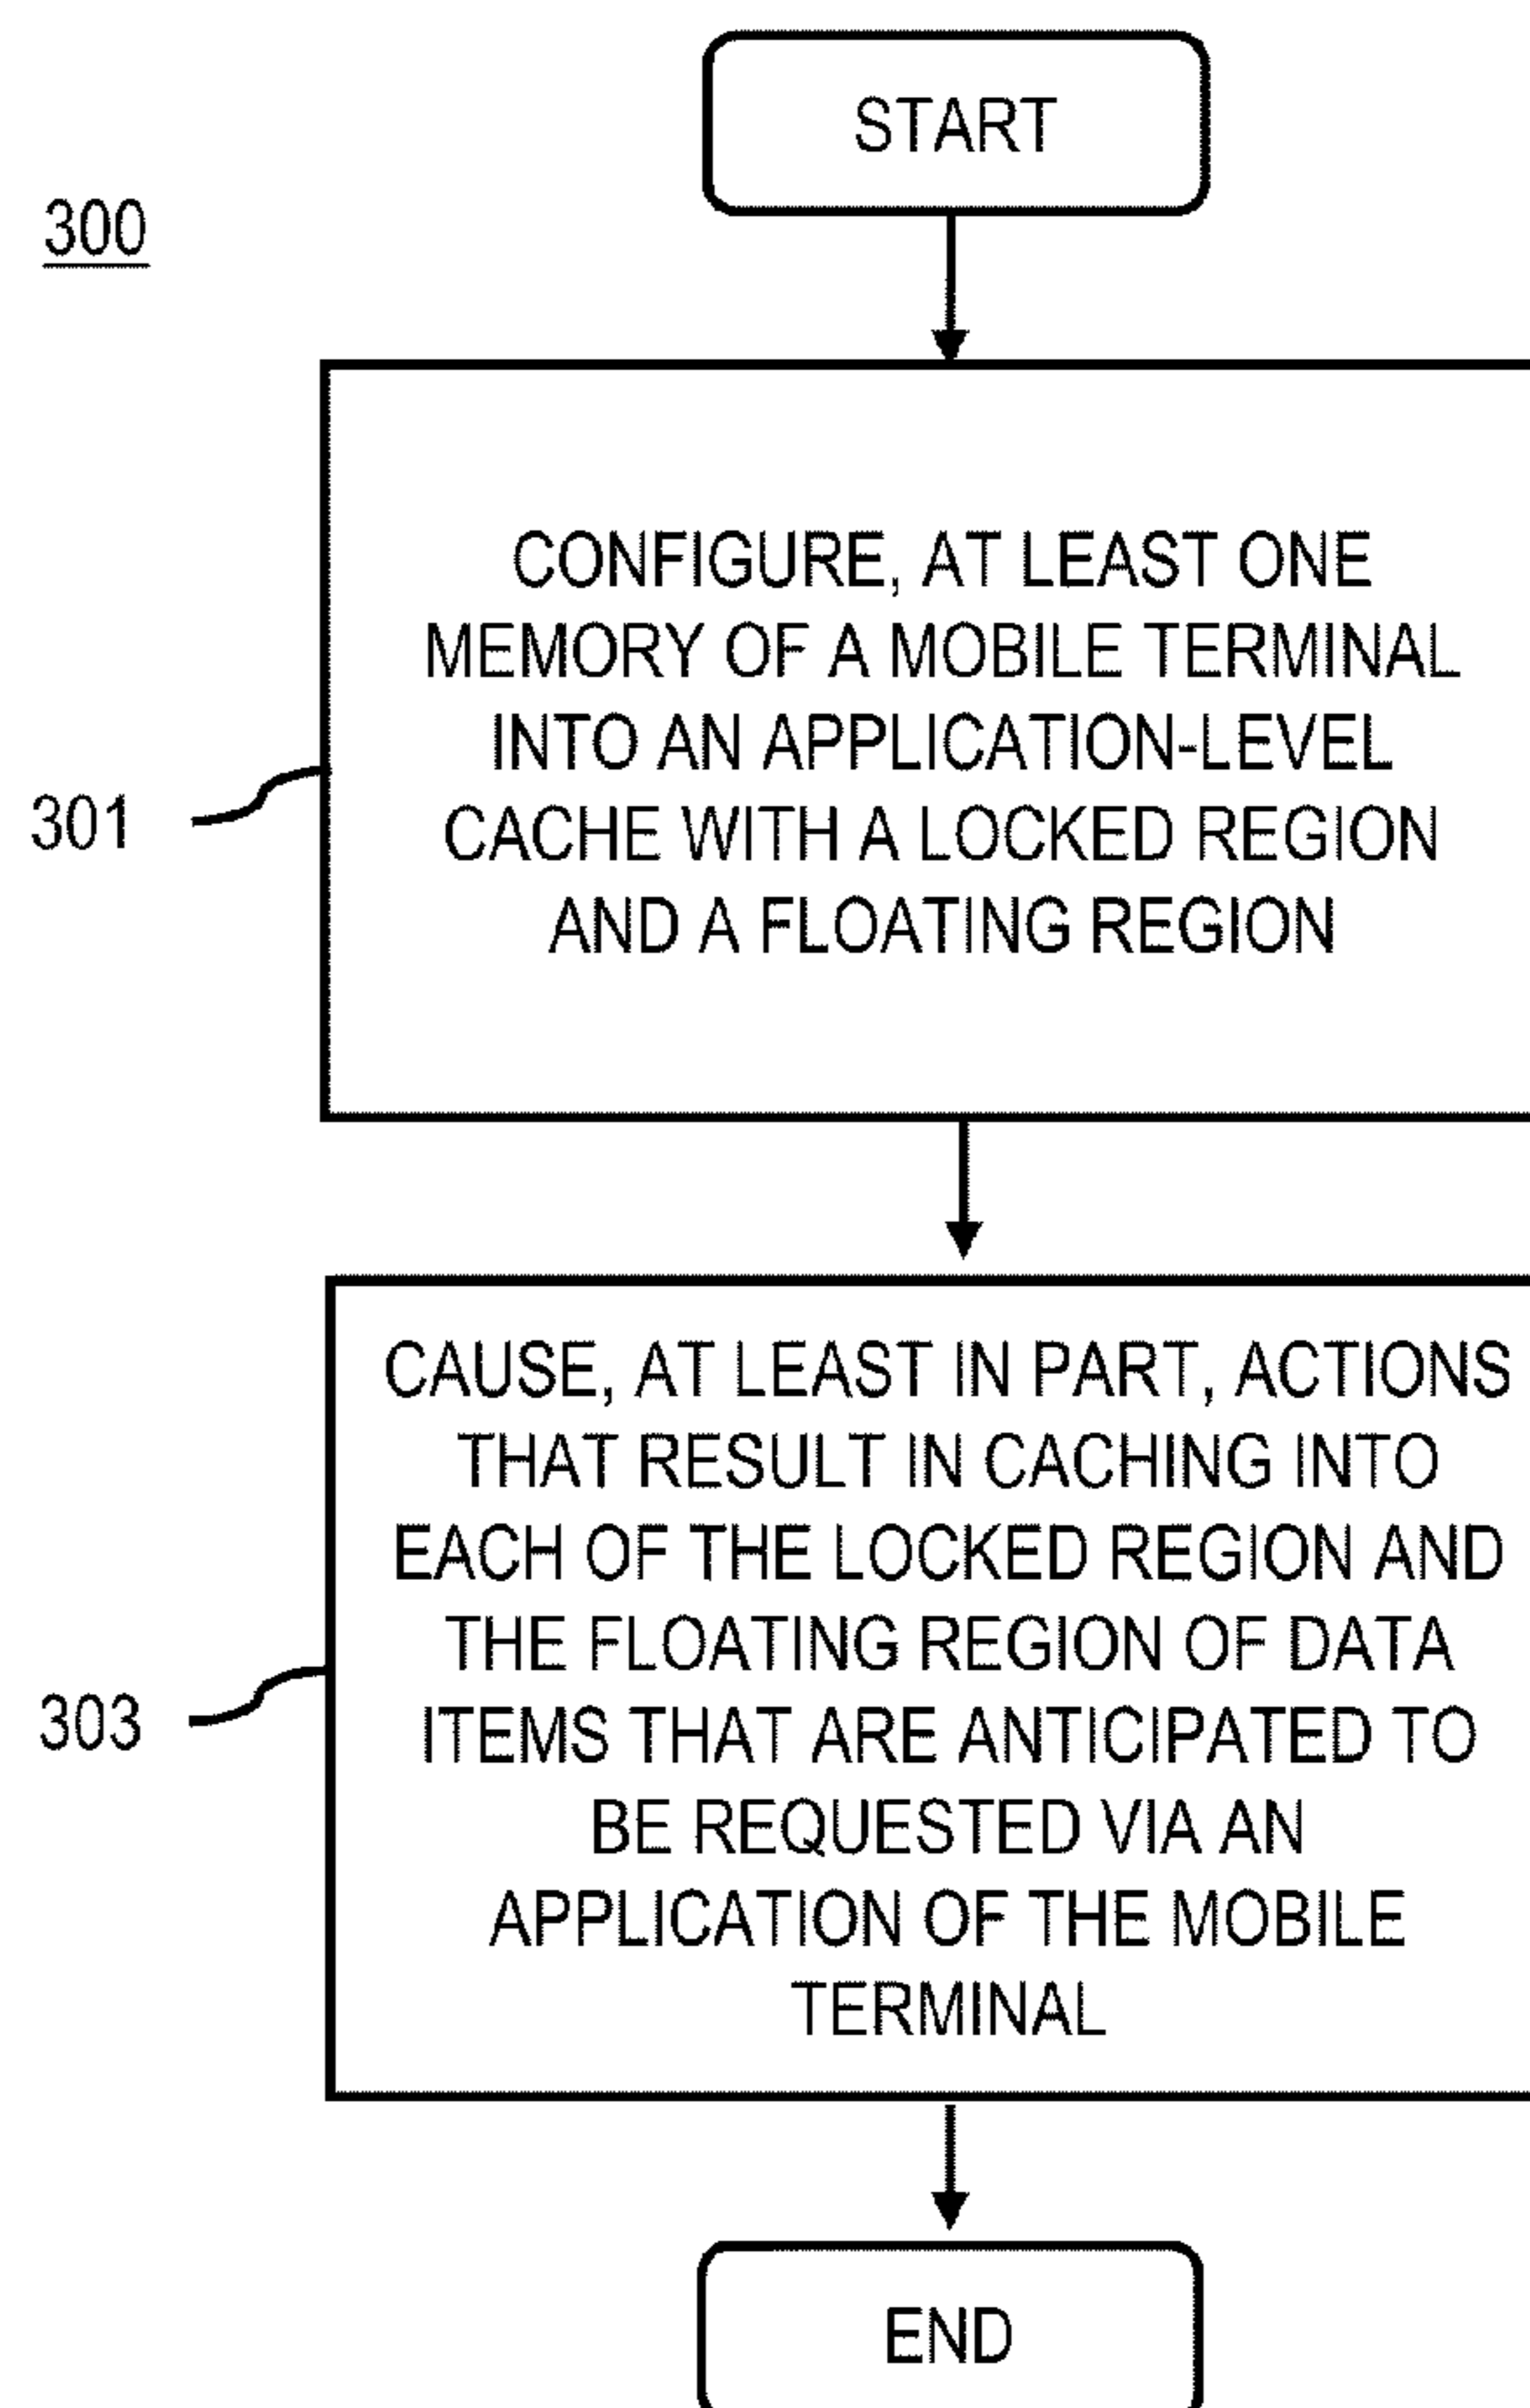 START
300
CONFIGURE, AT LEAST ONE
MEMORY OF A MOBILE TERMINAL
INTO AN APPLICATION-LEVEL
CACHE WITH A LOCKED REGION
AND A FLOATING REGION
301
CAUSE, AT LEAST IN PART, ACTIONS
THAT RESULT IN CACHING INTO
EACH OF THE LOCKED REGION AND
THE FLOATING REGION OF DATA
ITEMS THAT ARE ANTICIPATED TO
BE REQUESTED VIA AN
APPLICATION OF THE MOBILE
TERMINAL
303
END